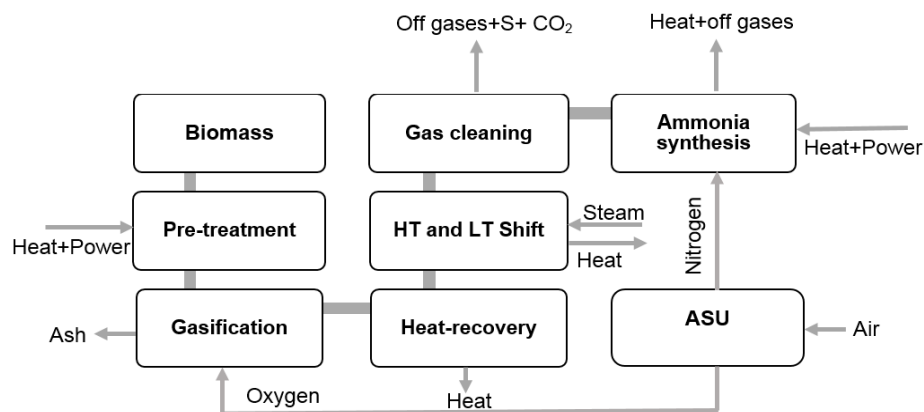 Off gases+S+ CO₂
Heat+off gases
Biomass
Gas cleaning
Ammonia
synthesis
Heat+Power
Pre-treatment
Heat+Power
HT and LT Shift
Steam
Heat
Nitrogen
Gasification
Ash
Heat-recovery
ASU
Air
Oxygen
Heat